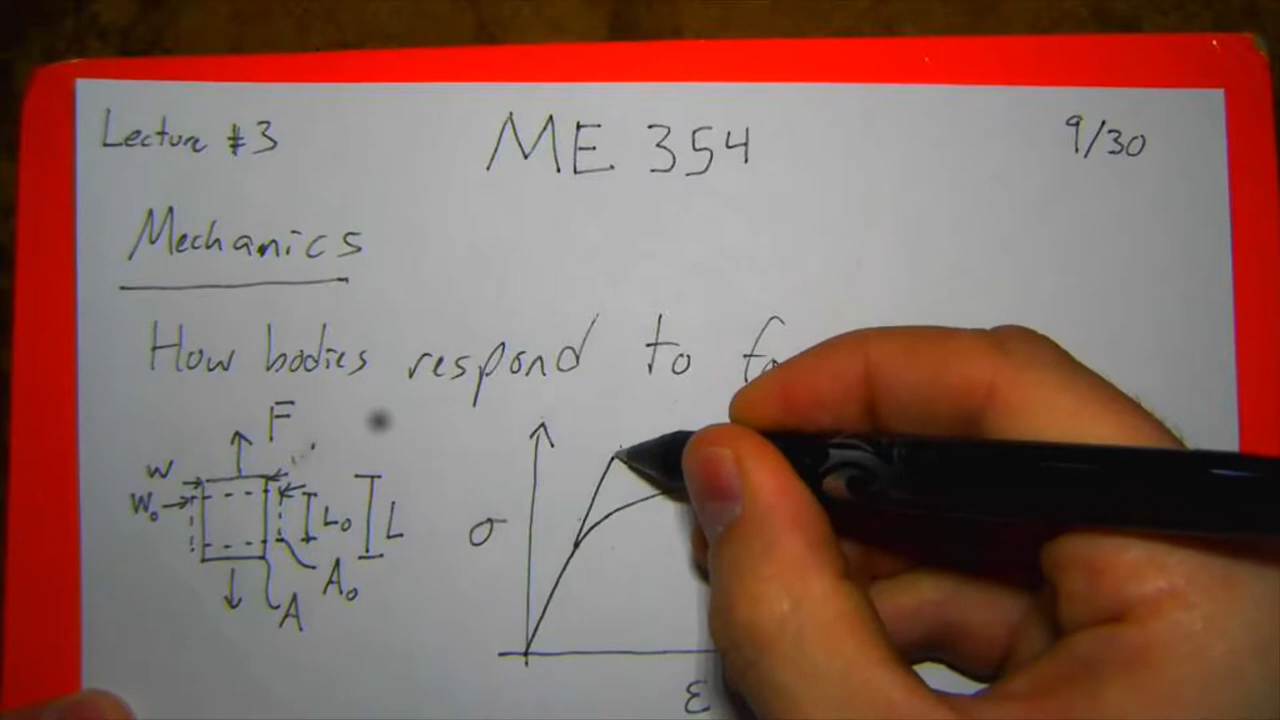 Lecture #3
ME 354
9/30
Mechanics
How bodies respond to
F
W
W₀
L₀
L
A₀
A
σ
ε